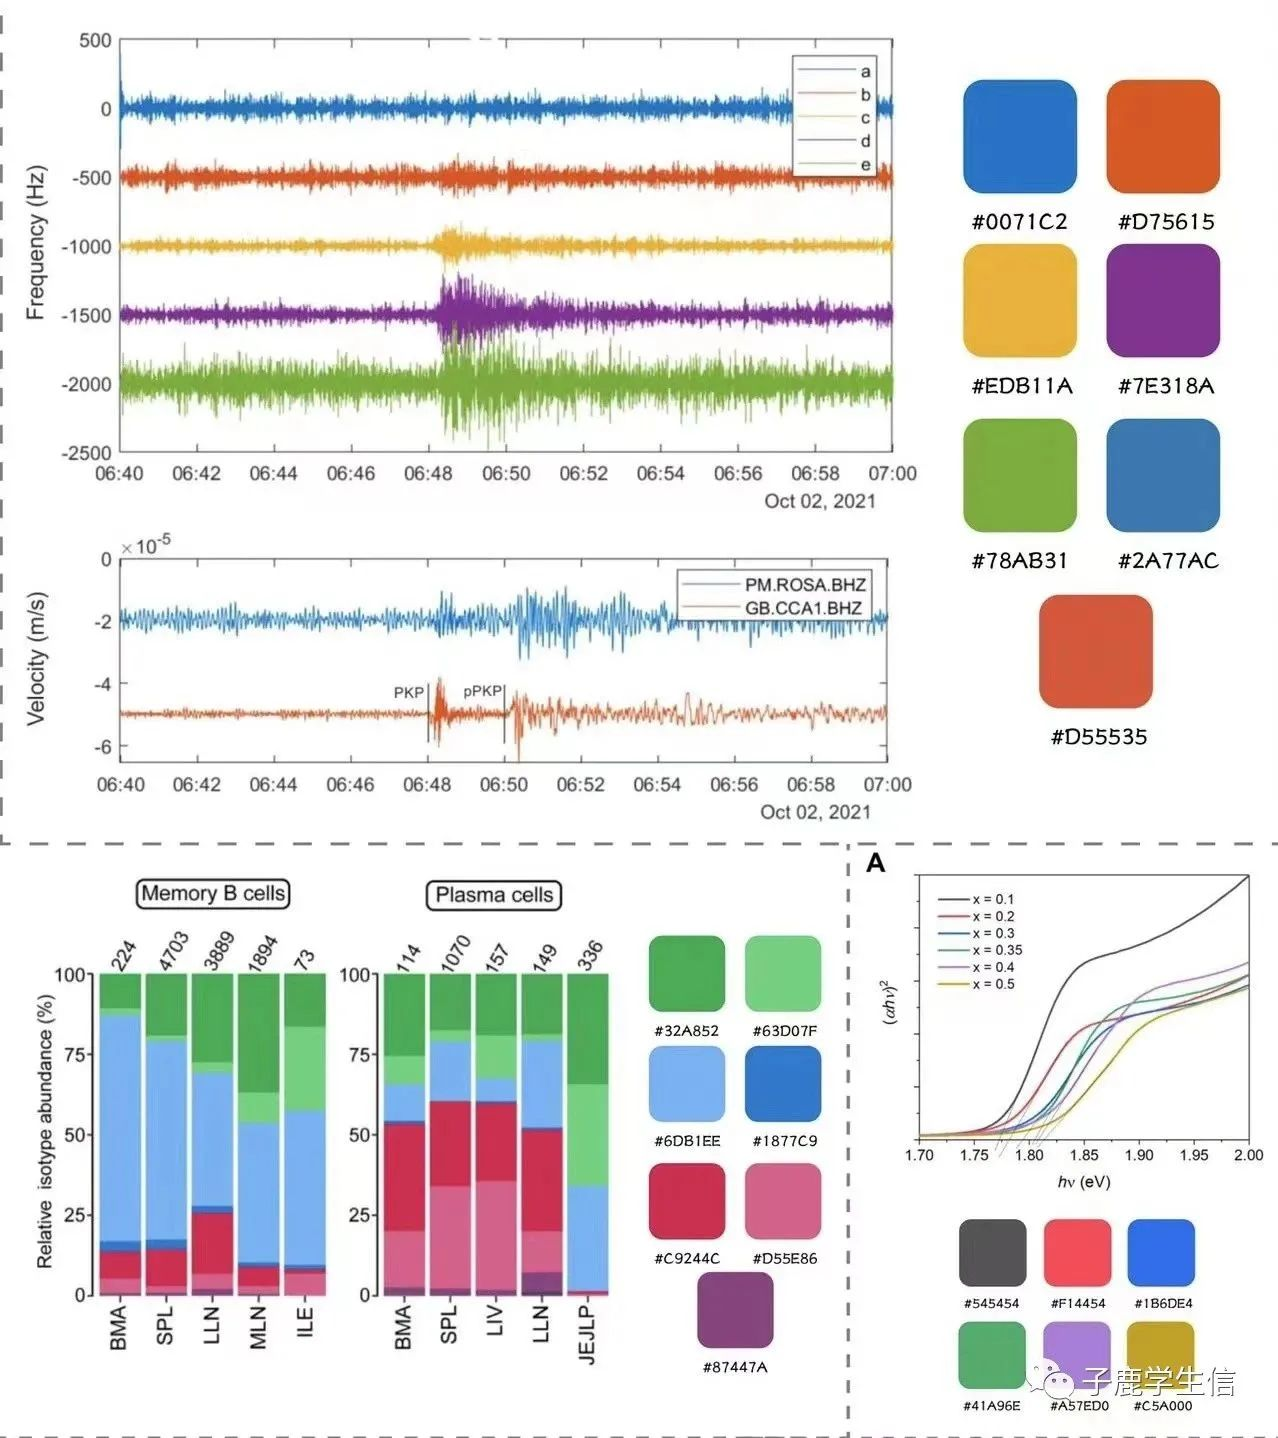 500
0
-500
-1000
-1500
-2000
-2500
Frequency (Hz)
a
b
c
d
e
06:40 06:42 06:44 06:46 06:48 06:50 06:52 06:54 06:56 06:58 07:00
Oct 02, 2021
#0071C2 #D75615
#EDB11A #7E318A
#78AB31 #2A77AC
#D55535
×10-5
0
-2
-4
-6
Velocity (m/s)
PM.ROSA.BHZ
GB.CCA1.BHZ
PKP pPKP
06:40 06:42 06:44 06:46 06:48 06:50 06:52 06:54 06:56 06:58 07:00
Oct 02, 2021
Memory B cells
224 4703 3889 1894 73
100
75
50
25
0
Relative isotype abundance (%)
BMA SPL LLN MLN ILE
Plasma cells
114 1070 157 149 336
100
75
50
25
0
BMA SPL LIV LLN JEJLP
#32A852 #63D07F
#6DB1EE #1877C9
#C9244C #D55E86
#87447A
A
x = 0.1
x = 0.2
x = 0.3
x = 0.35
x = 0.4
x = 0.5
(αhν)²
1.70 1.75 1.80 1.85 1.90 1.95 2.00
hν (eV)
#545454 #F14454 #1B6DE4
#41A96E #A57ED0 #C5A000
子鹿学生信